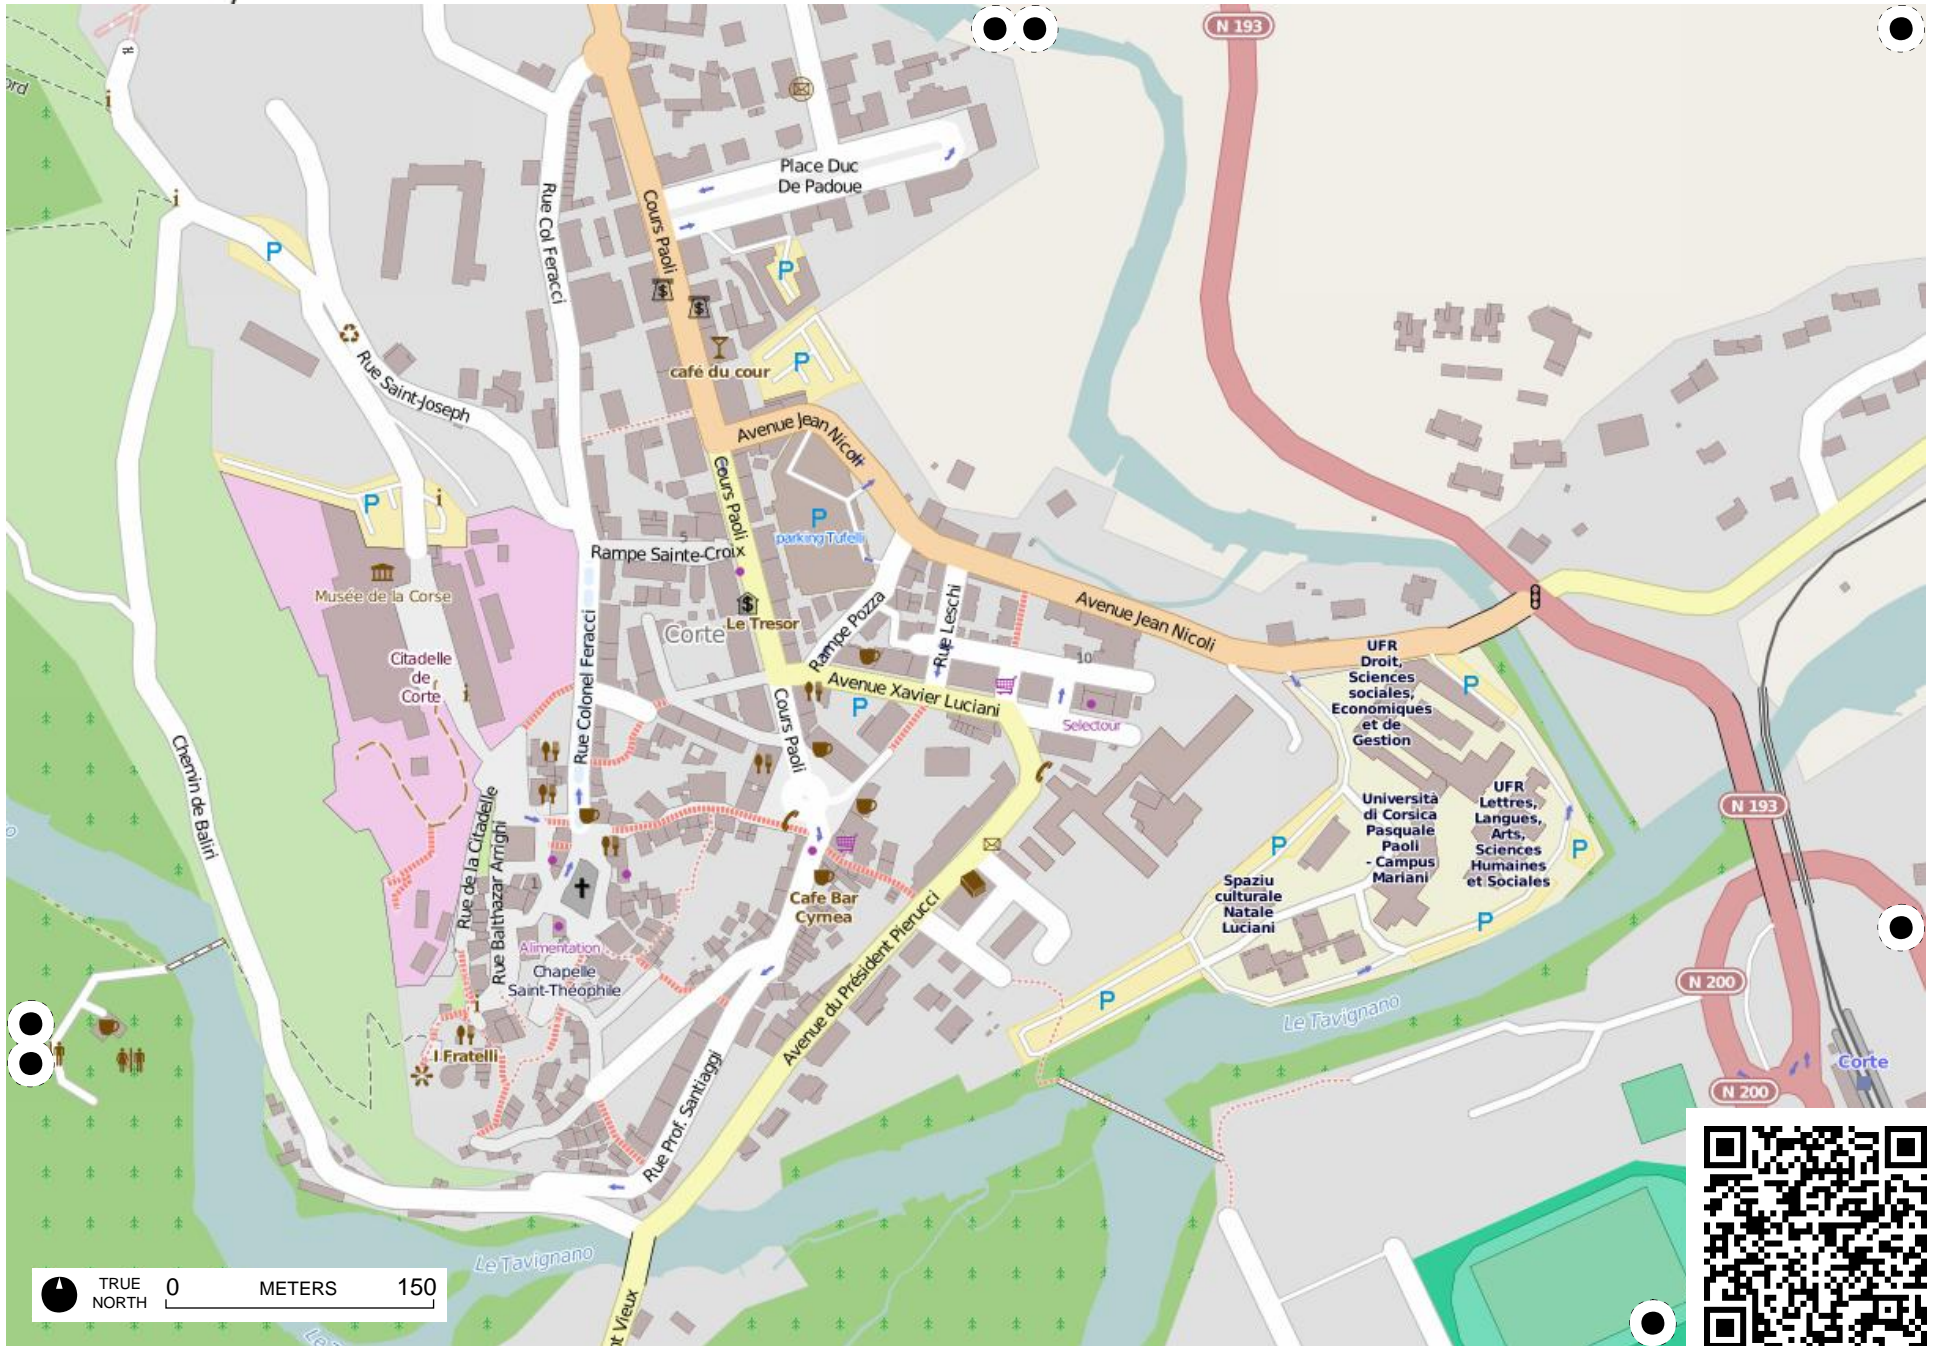 N 193
Place Duc
De Padoue
Rue Col Feracci
Cours Paoli
P
P
P
café du cour
Rue Saint-Joseph
Avenue Jean Nicoli
Cours Paoli
P
P
parking Tufelli
5
Rampe Sainte-Croix
Musée de la Corse
Rue Colonel Feracci
Corte
Le Tresor
Rampe Pozza
Rue Leschi
Avenue Jean Nicoli
10
Citadelle
de
Corte
Avenue Xavier Luciani
P
Selectour
Cours Paoli
UFR
Droit,
Sciences
sociales,
Economiques
et de
Gestion
P
Chemin de Baliri
Rue de la Citadelle
Rue Balthazar Arrighi
Università
di Corsica
Pasquale
Paoli
- Campus
Mariani
UFR
Lettres,
Langues,
Arts,
Sciences
Humaines
et Sociales
N 193
P
P
1
Cafe Bar
Cyrnea
Spaziu
culturale
Natale
Luciani
P
Alimentation
Chapelle
Saint-Théophile
Avenue du Président Pierucci
P
Le Tavignano
N 200
I Fratelli
Rue Prof. Santiaggi
Corte
N 200
Le Tavignano
TRUE
NORTH
0 METERS 150
nt Vieux